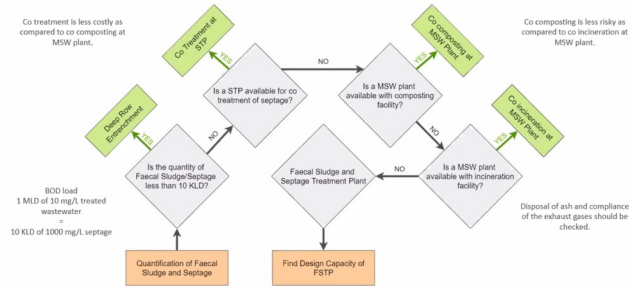 Co treatment is less costly as
compared to co composting at
MSW plant.
Co composting is less risky as
compared to co incineration at
MSW plant.
Co Treatment at
STP
YES
NO
Co composting at
MSW Plant
YES
Is a STP available for co
treatment of septage?
Is a MSW plant
available with composting
facility?
Deep Row
Entrenchment
YES
NO
NO
YES
Co incineration at
MSW Plant
Is the quantity of
Faecal Sludge/Septage
less than 10 KLD?
Faecal Sludge and
Septage Treatment Plant
NO
Is a MSW plant
available with incineration
facility?
BOD load
1 MLD of 10 mg/L treated
wastewater
=
10 KLD of 1000 mg/L septage
Disposal of ash and compliance
of the exhaust gases should be
checked.
Quantification of Faecal
Sludge and Septage
Find Design Capacity of
FSTP